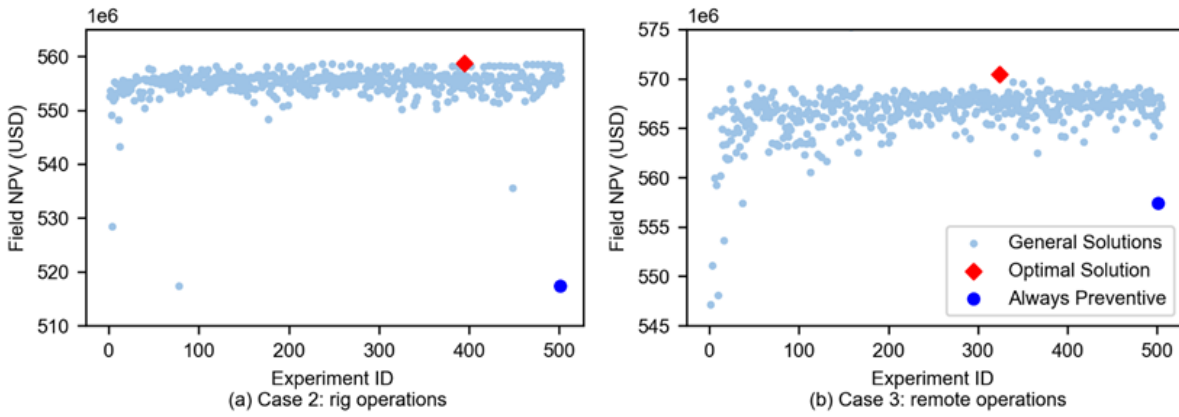 1e6
560
550
540
530
520
510
Field NPV (USD)
0
100
200
300
400
500
Experiment ID
(a) Case 2: rig operations
1e6
575
570
565
560
555
550
545
Field NPV (USD)
General Solutions
Optimal Solution
Always Preventive
0
100
200
300
400
500
Experiment ID
(b) Case 3: remote operations